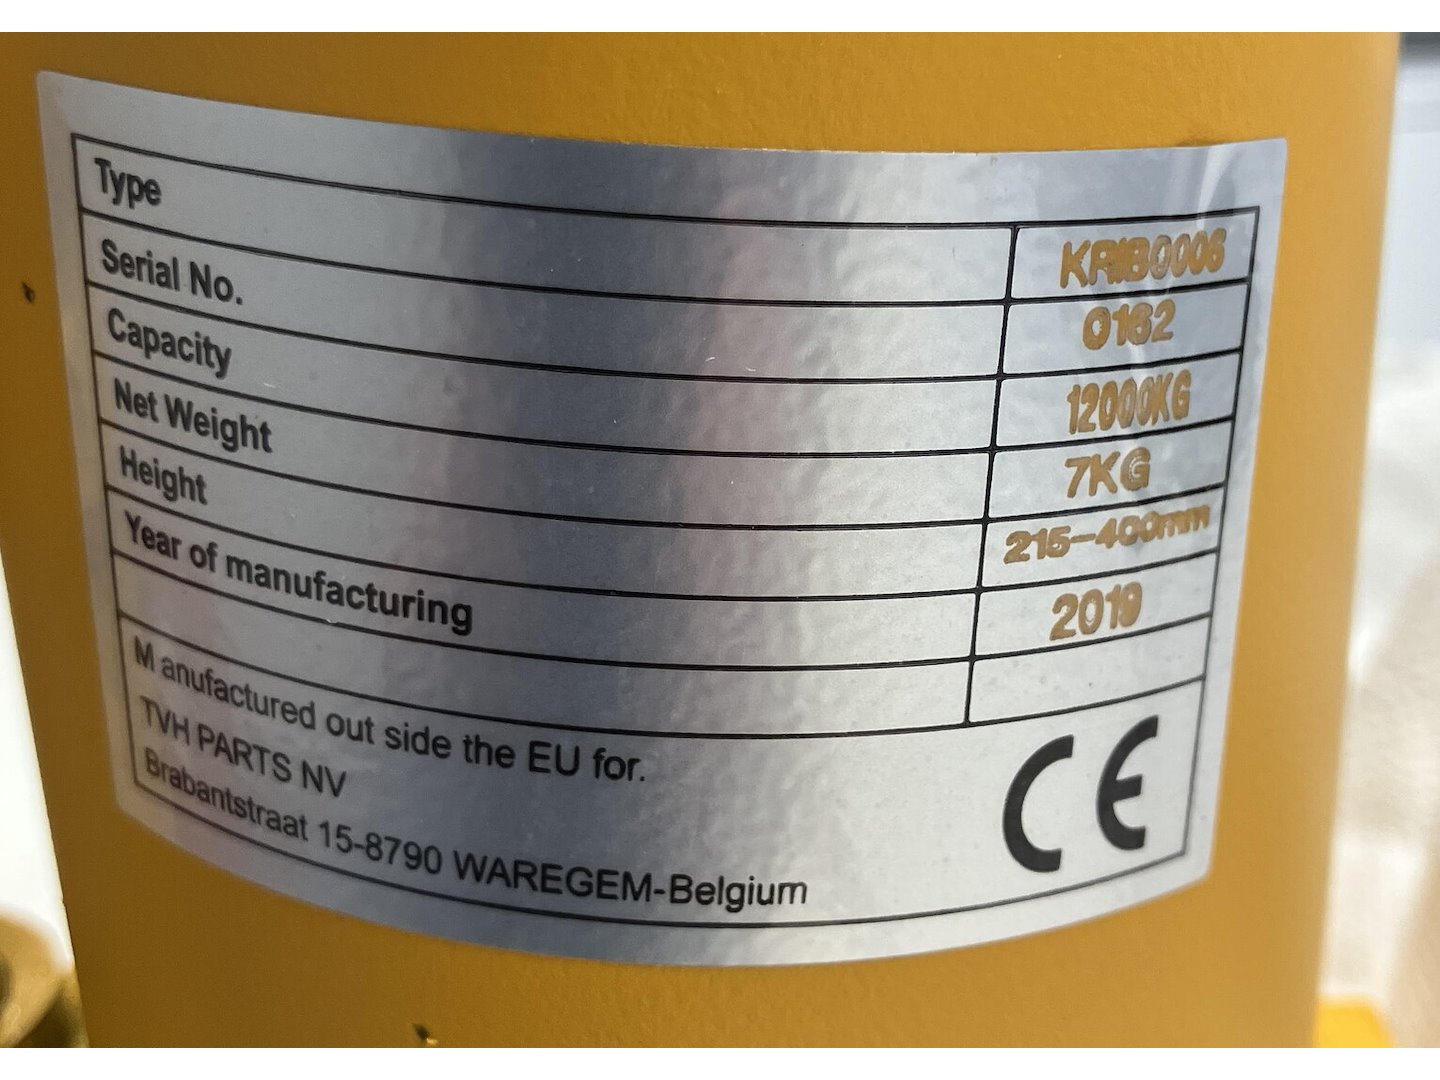 Type KRIIB0006
Serial No. 0162
Capacity 12000KG
Net Weight 7KG
Height 215-400mm
Year of manufacturing 2019
M anufactured out side the EU for.
TVH PARTS NV
Brabantstraat 15-8790 WAREGEM-Belgium
CE